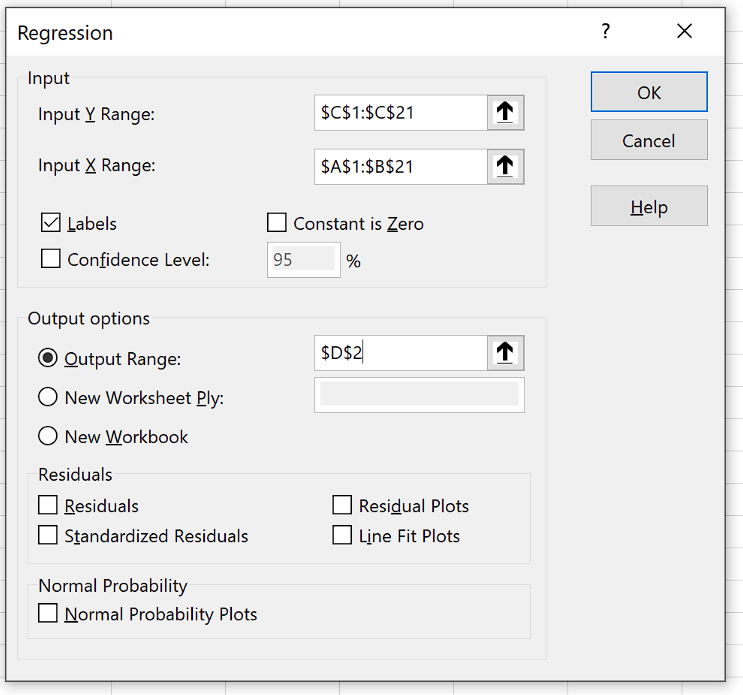 Regression ?
Input
Input Y Range: $C$1:$C$21
Input X Range: $A$1:$B$21
Labels Constant is Zero
Confidence Level: 95 %
OK
Cancel
Help
Output options
Output Range: $D$2
New Worksheet Ply:
New Workbook
Residuals
Residuals Residual Plots
Standardized Residuals Line Fit Plots
Normal Probability
Normal Probability Plots